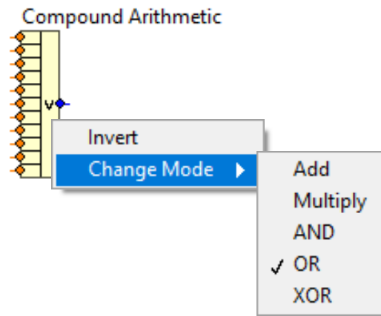 Compound Arithmetic
v
Invert
Change Mode
Add
Multiply
AND
OR
XOR